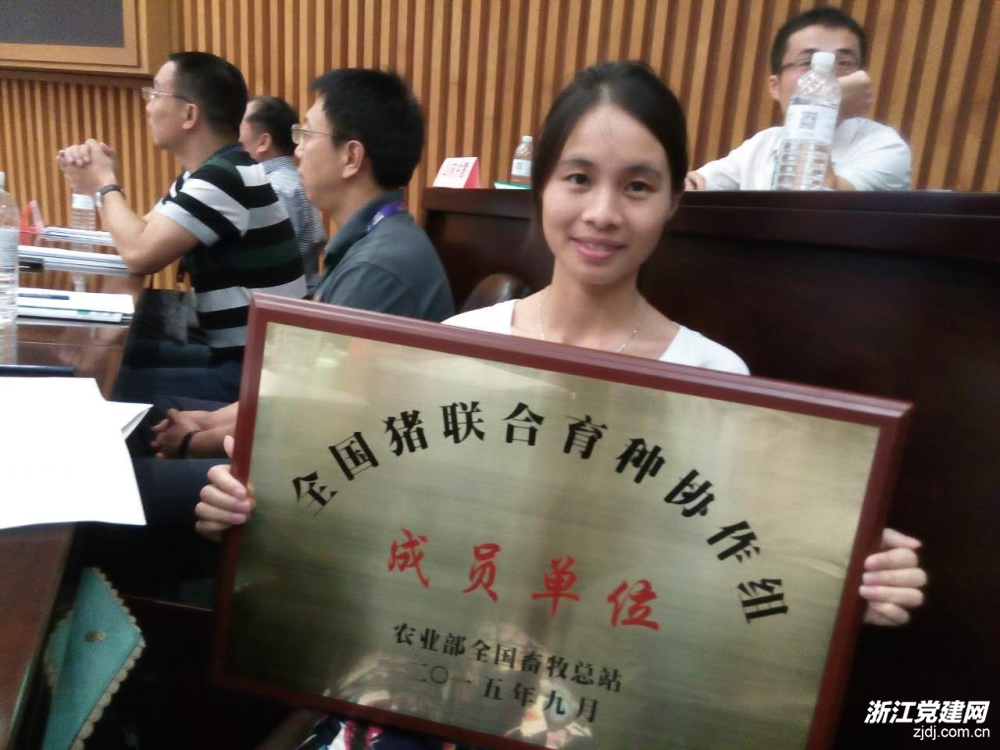 全国猪联合育种协作组
成员单位
农业部全国畜牧总站
二〇一五年九月
浙江党建网
zjdj.com.cn